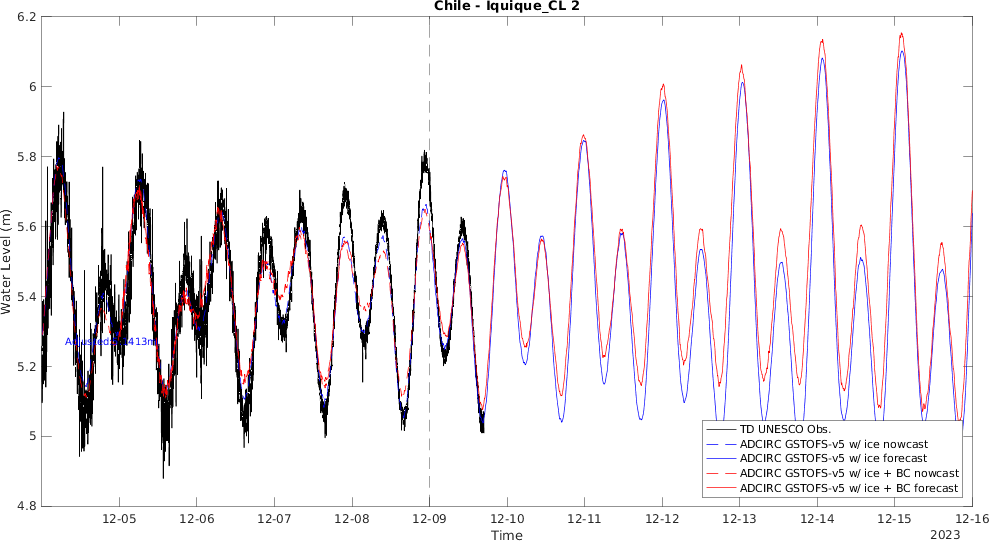 Chile - Iquique_CL 2
Water Level (m)
6.2
6
5.8
5.6
5.4
5.2
5
4.8
12-05
12-06
12-07
12-08
12-09
12-10
12-11
12-12
12-13
12-14
12-15
12-16
Time
2023
TD UNESCO Obs.
ADCIRC GSTOFS-v5 w/ ice nowcast
ADCIRC GSTOFS-v5 w/ ice forecast
ADCIRC GSTOFS-v5 w/ ice + BC nowcast
ADCIRC GSTOFS-v5 w/ ice + BC forecast